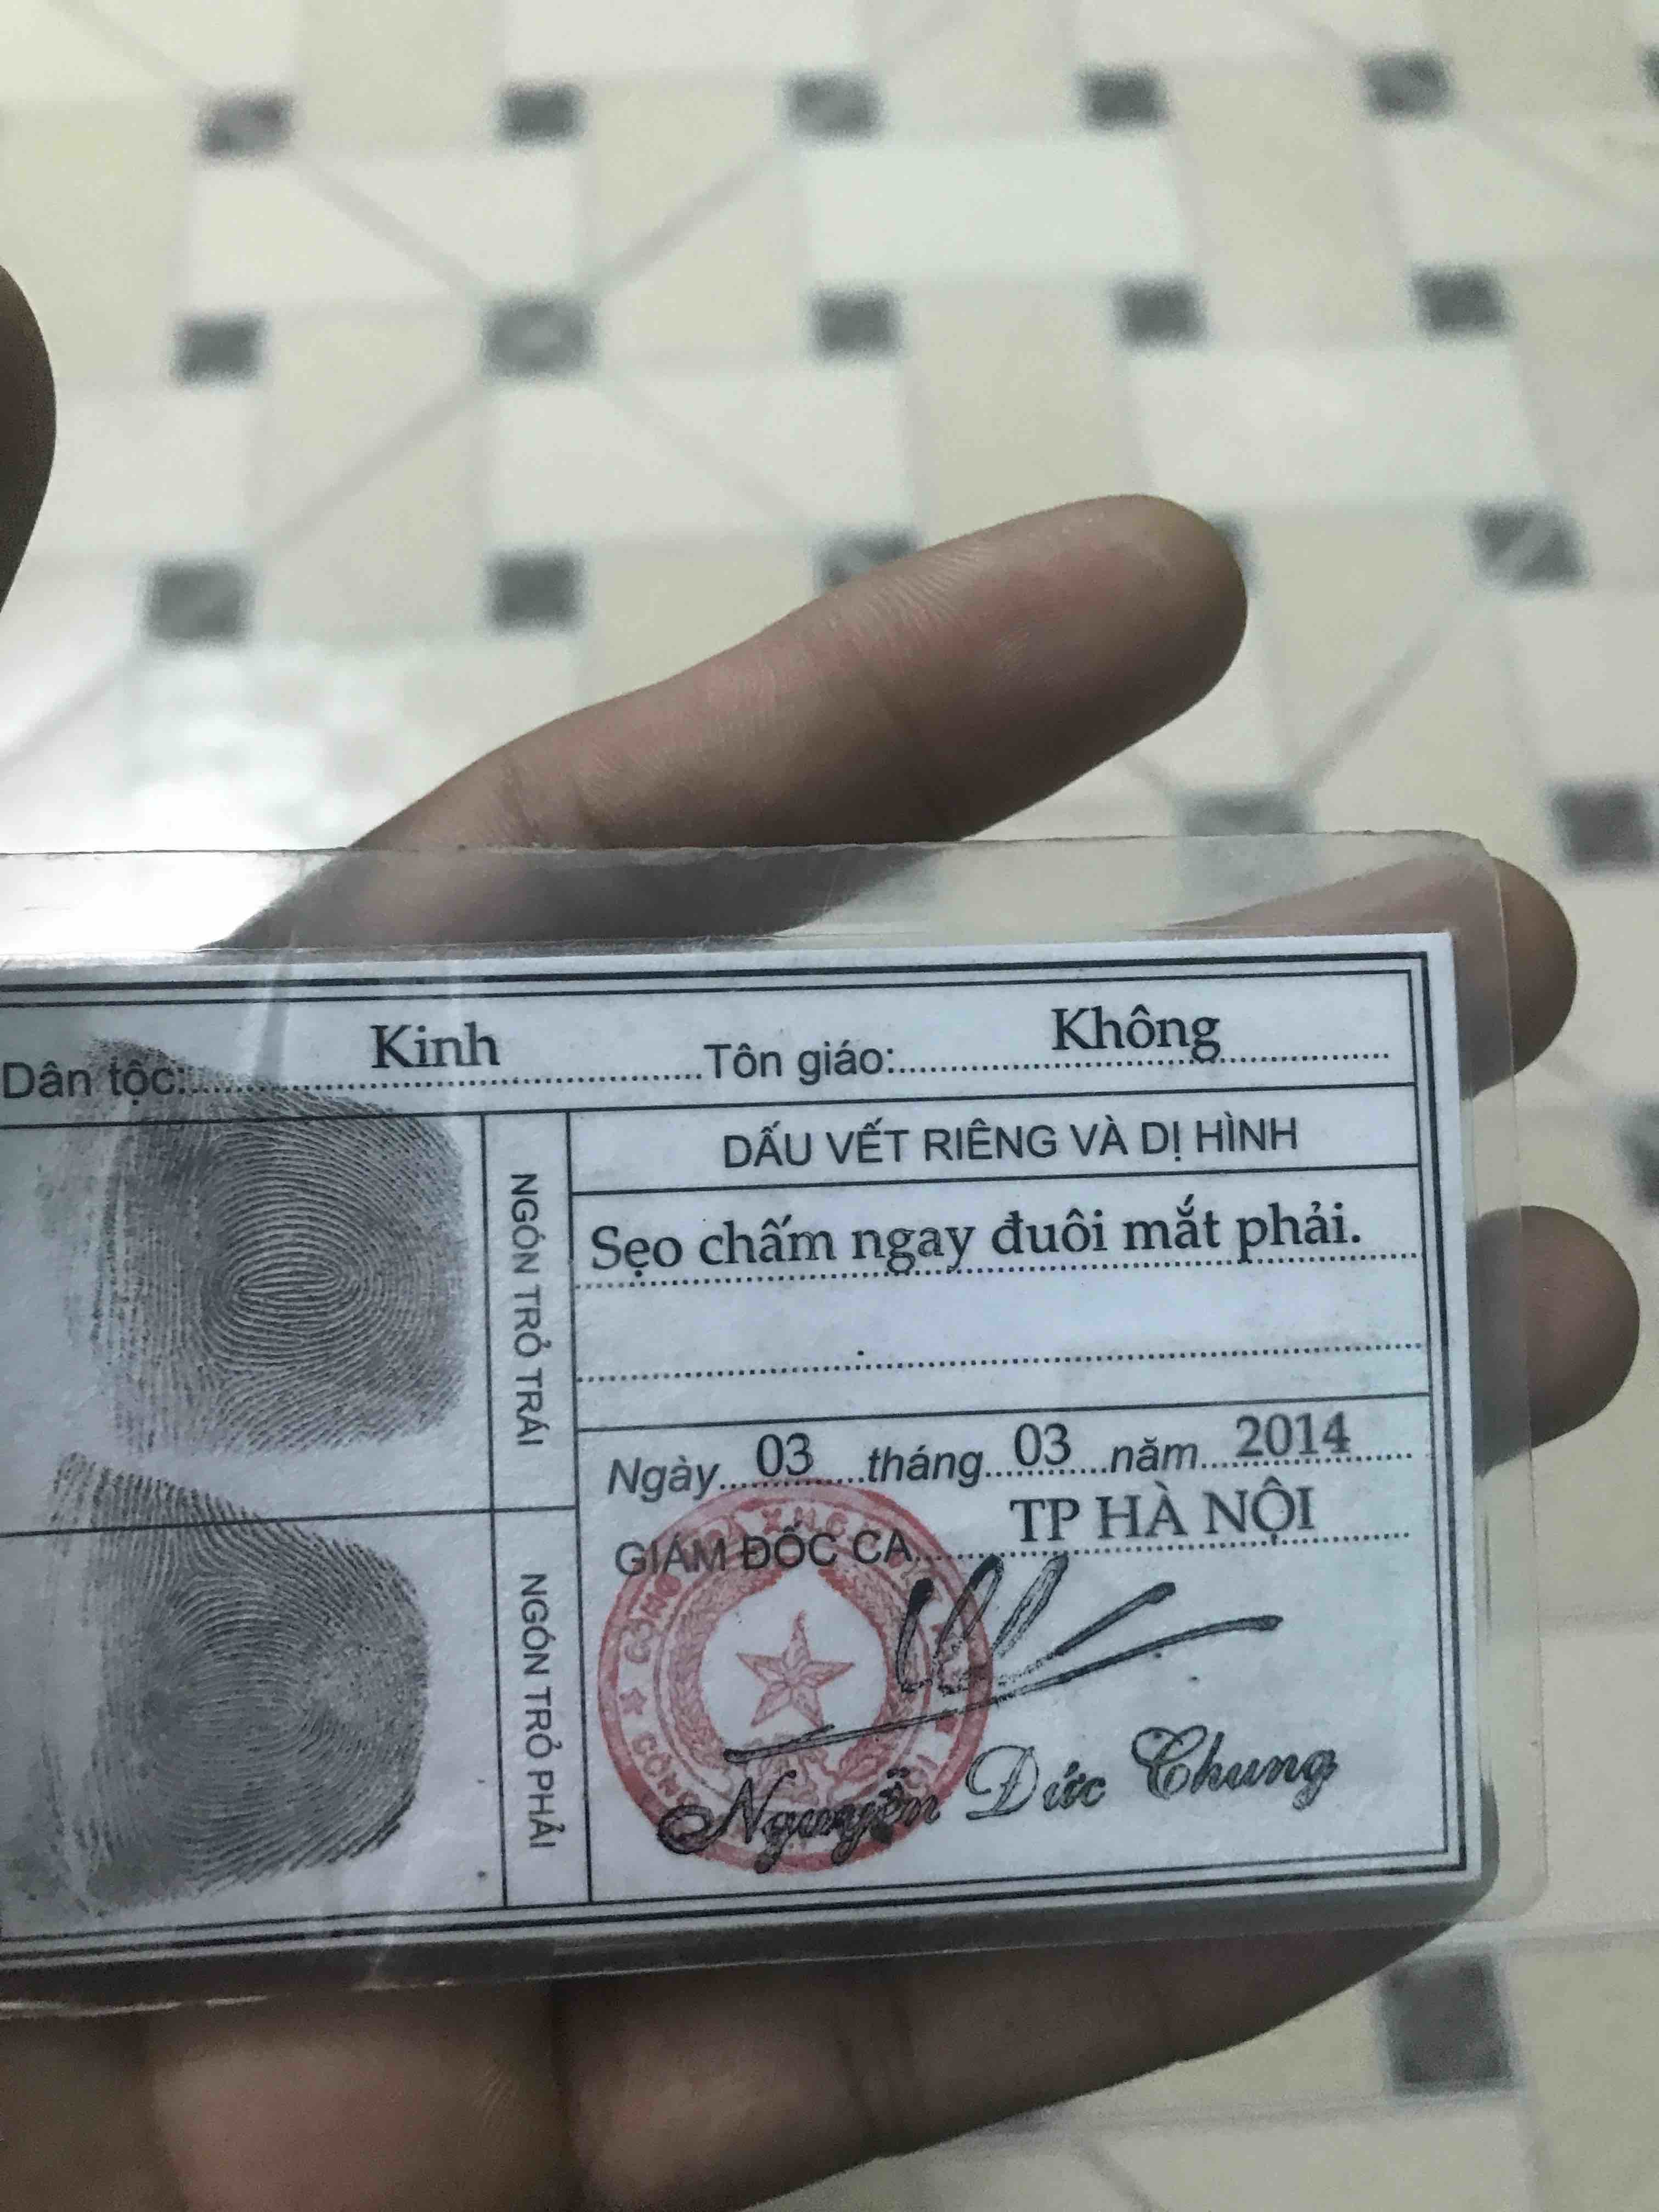 Dân tộc: Kinh Tôn giáo: Không
NGÓN TRỎ TRÁI
NGÓN TRỎ PHẢI
DẤU VẾT RIÊNG VÀ DỊ HÌNH
Sẹo chấm ngay đuôi mắt phải.
Ngày 03 tháng 03 năm 2014
GIÁM ĐỐC CA TP HÀ NỘI
Nguyễn Đức Chung